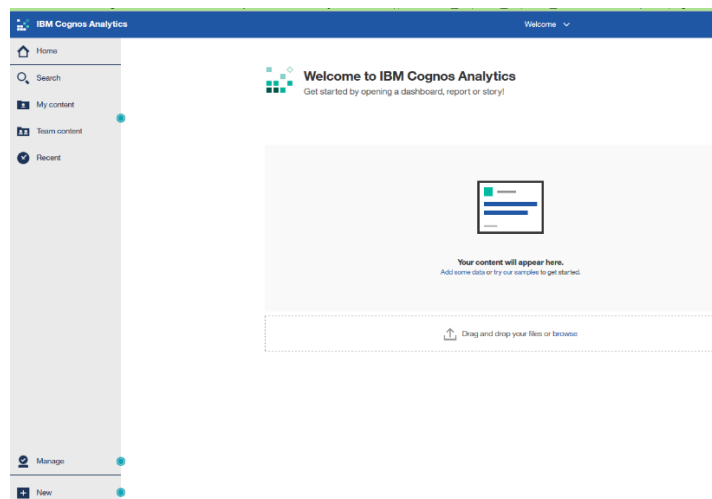 IBM Cognos Analytics
Welcome
Home
Search
My content
Team content
Recent
Welcome to IBM Cognos Analytics
Get started by opening a dashboard, report or story!
Your content will appear here.
Add some data or try our samples to get started.
Drag and drop your files or browse
Manage
New